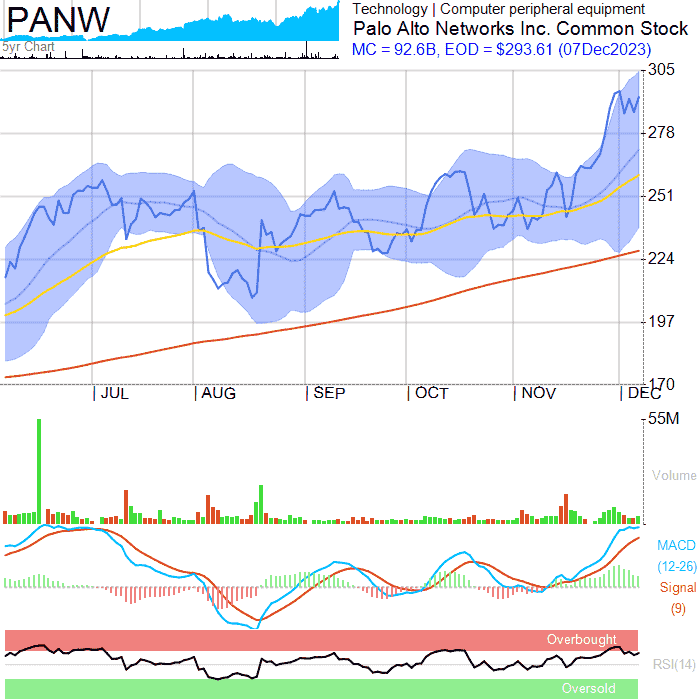 PANW
5yr Chart
Technology | Computer peripheral equipment
Palo Alto Networks Inc. Common Stock
MC = 92.6B, EOD = $293.61 (07Dec2023)
305
278
251
224
197
170
JUL AUG SEP OCT NOV DEC
55M
Volume
MACD
(12-26)
Signal
(9)
Overbought
RSI(14)
Oversold